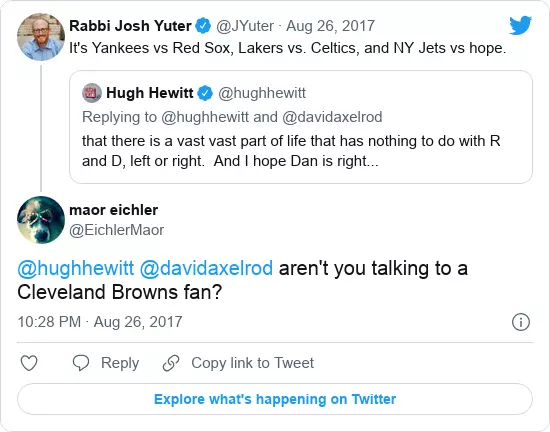 Rabbi Josh Yuter @JYuter · Aug 26, 2017
It's Yankees vs Red Sox, Lakers vs. Celtics, and NY Jets vs hope.
Hugh Hewitt @hughhewitt
Replying to @hughhewitt and @davidaxelrod
that there is a vast vast part of life that has nothing to do with R
and D, left or right.  And I hope Dan is right...
maor eichler
@EichlerMaor
@hughhewitt @davidaxelrod aren't you talking to a
Cleveland Browns fan?
10:28 PM · Aug 26, 2017
Reply Copy link to Tweet
Explore what's happening on Twitter